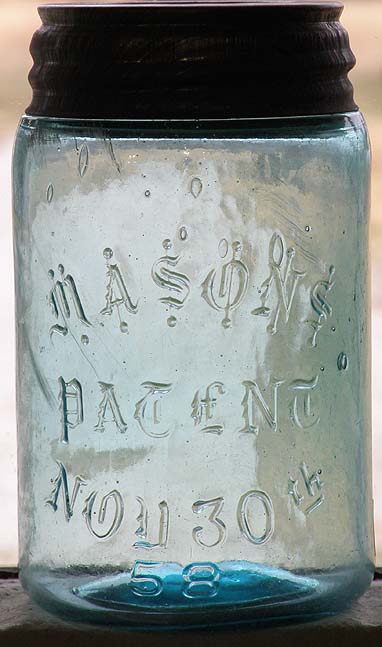 MASONS
PATENT
NOV 30th
58